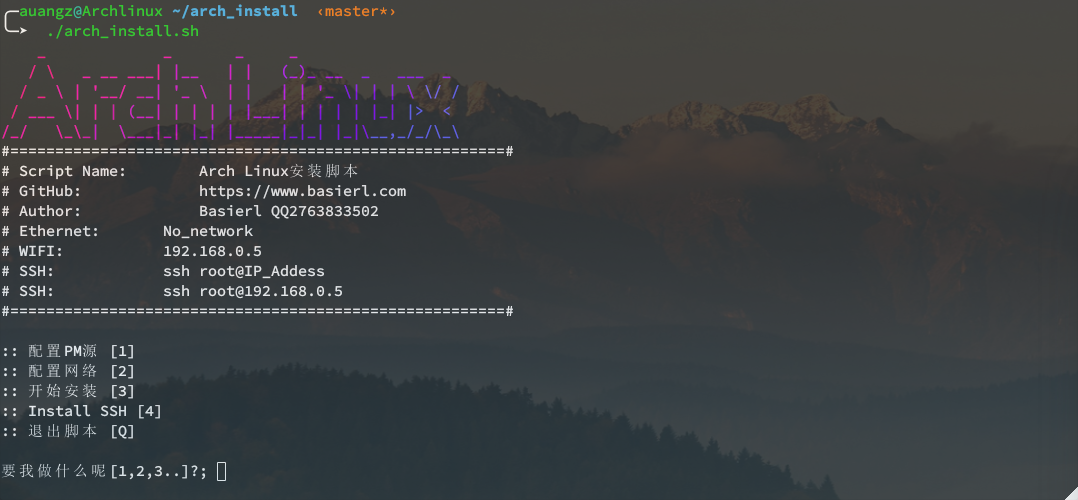 auangz@Archlinux ~/arch_install ‹master*›
./arch_install.sh
Arch Linux
#=======================================================#
# Script Name: Arch Linux安装脚本
# GitHub: https://www.basierl.com
# Author: Basierl QQ2763833502
# Ethernet: No_network
# WIFI: 192.168.0.5
# SSH: ssh root@IP_Addess
# SSH: ssh root@192.168.0.5
#=======================================================#
:: 配置PM源 [1]
:: 配置网络 [2]
:: 开始安装 [3]
:: Install SSH [4]
:: 退出脚本 [Q]
要我做什么呢[1,2,3..]?;